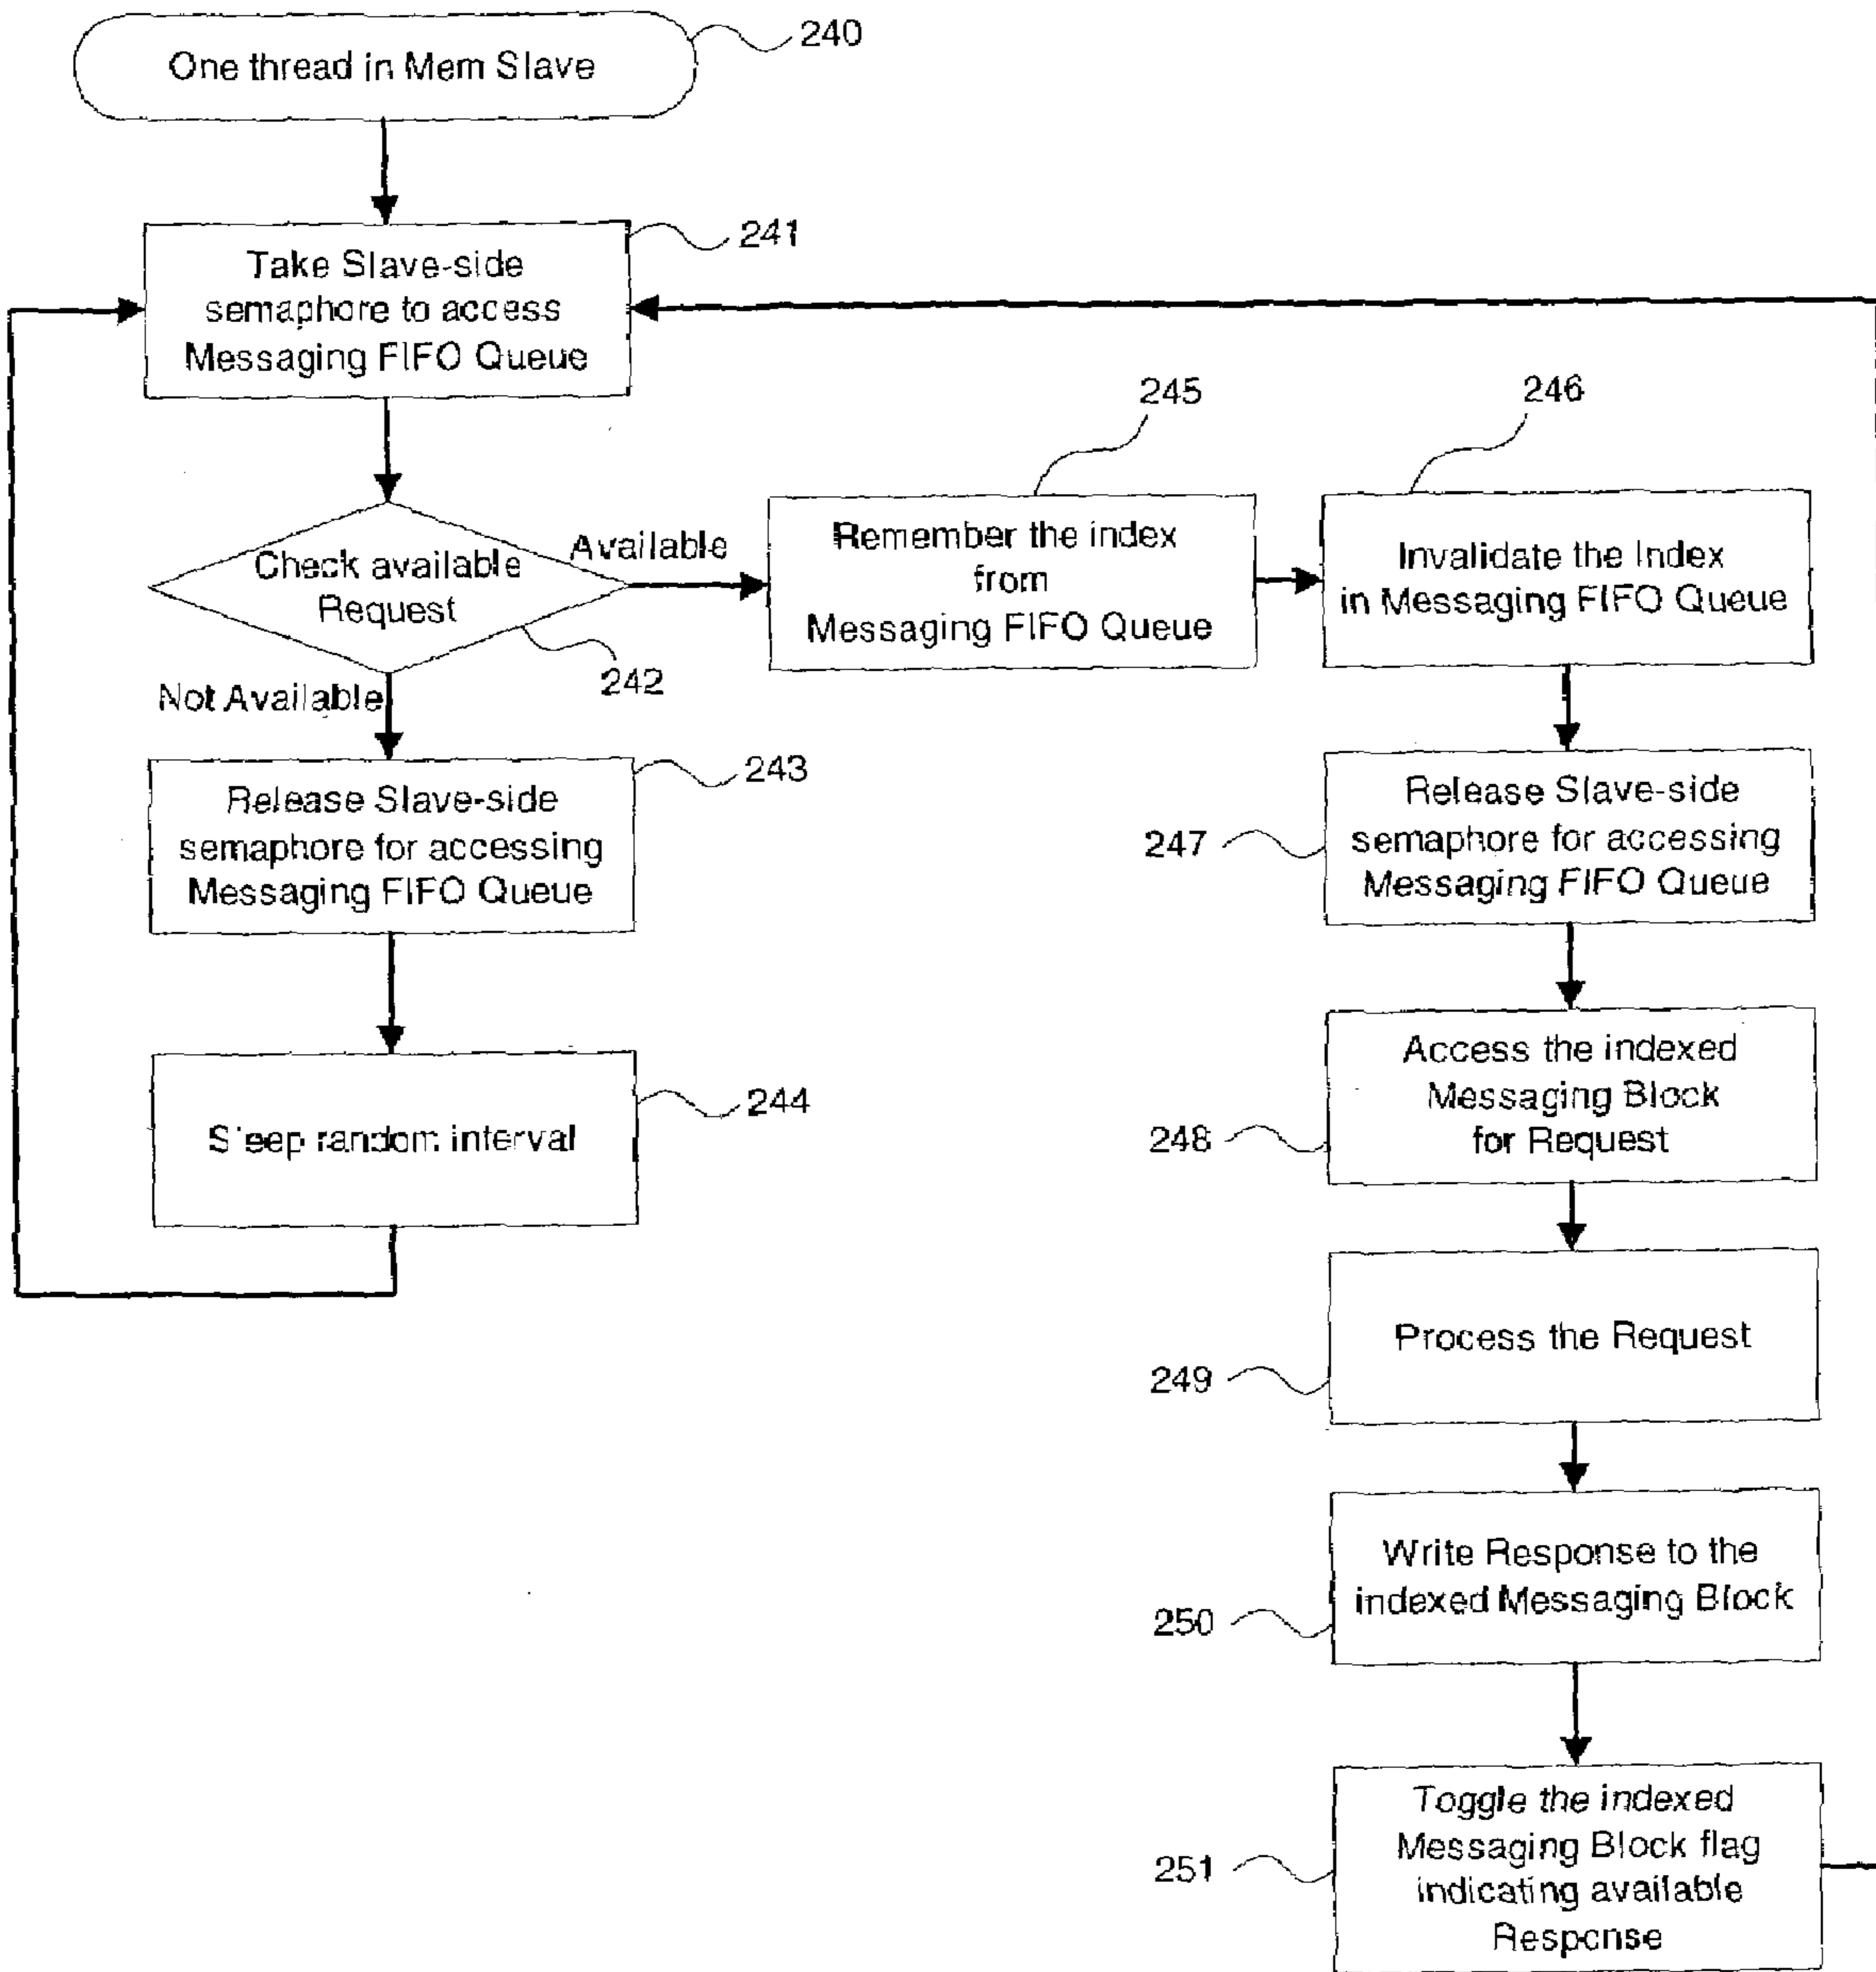 240
One thread in Mem Slave
241
Take Slave-side
semaphore to access
Messaging FIFO Queue
245
246
Check available
Request
Available
242
Not Available
Remember the index
from
Messaging FIFO Queue
Invalidate the Index
in Messaging FIFO Queue
243
Release Slave-side
semaphore for accessing
Messaging FIFO Queue
247
Release Slave-side
semaphore for accessing
Messaging FIFO Queue
244
Sleep random interval
248
Access the indexed
Messaging Block
for Request
249
Process the Request
250
Write Response to the
indexed Messaging Block
251
Toggle the indexed
Messaging Block flag
indicating available
Response